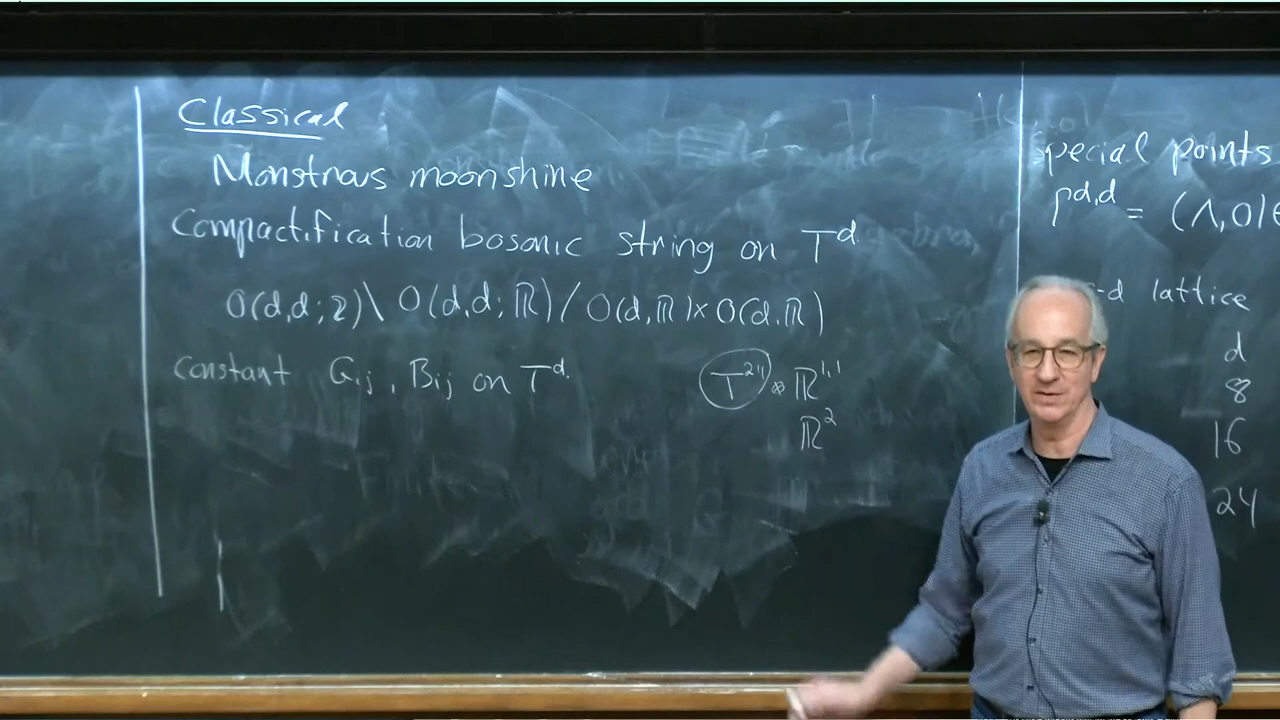 Classical
Monstrous moonshine
Compactification bosonic string on T^d
O(d,d;Z)\ O(d,d;R)/O(d,R)×O(d,R)
Constant G_ij, B_ij on T^d.
R^1,1
R^2
Special points
Γ^d,d = (Λ,0)
-d lattice
d
8
16
24